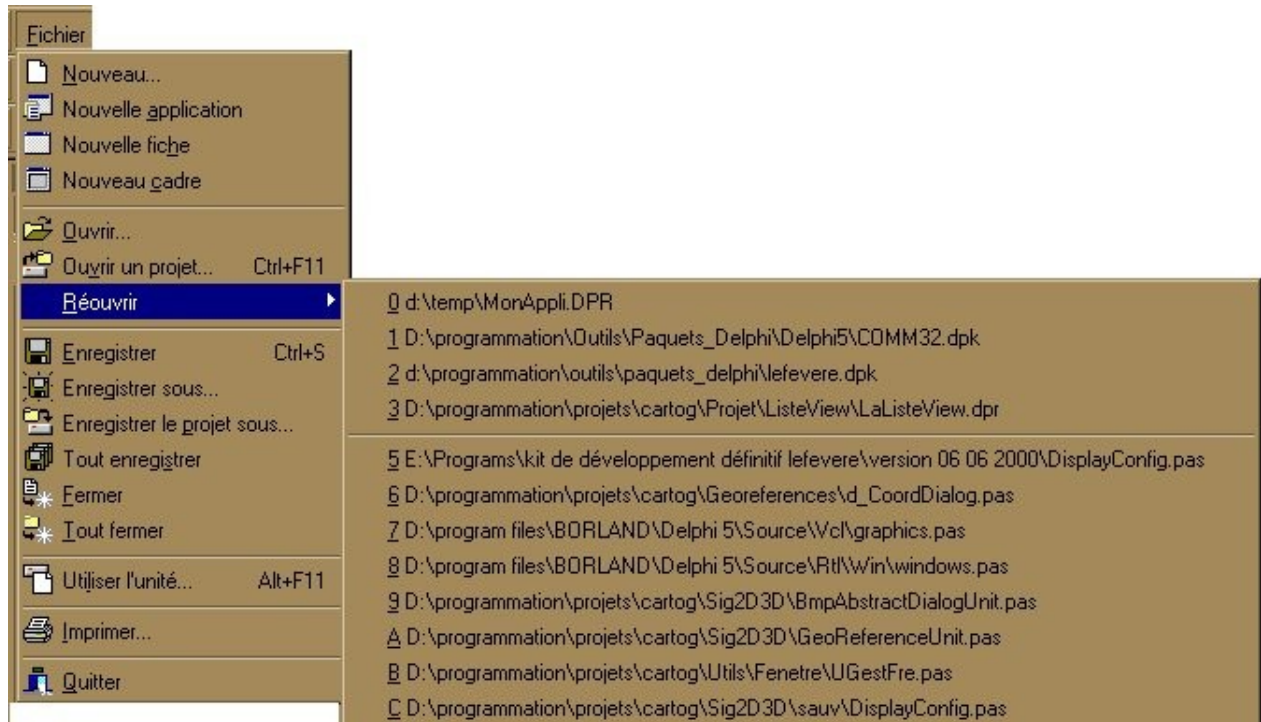 Fichier
Nouveau...
Nouvelle application
Nouvelle fiche
Nouveau cadre
Ouvrir...
Ouvrir un projet... Ctrl+F11
Réouvrir
Enregistrer Ctrl+S
Enregistrer sous...
Enregistrer le projet sous...
Tout enregistrer
Fermer
Tout fermer
Utiliser l'unité... Alt+F11
Imprimer...
Quitter
0 d:\temp\MonAppli.DPR
1 D:\programmation\Outils\Paquets_Delphi\Delphi5\COMM32.dpk
2 d:\programmation\outils\paquets_delphi\lefevere.dpk
3 D:\programmation\projets\cartog\Projet\ListeView\LaListeView.dpr
5 E:\Programs\kit de développement définitif lefevere\version 06 06 2000\DisplayConfig.pas
6 D:\programmation\projets\cartog\Georeferences\d_CoordDialog.pas
7 D:\program files\BORLAND\Delphi 5\Source\Vcl\graphics.pas
8 D:\program files\BORLAND\Delphi 5\Source\Rtl\Win\windows.pas
9 D:\programmation\projets\cartog\Sig2D3D\BmpAbstractDialogUnit.pas
A D:\programmation\projets\cartog\Sig2D3D\GeoReferenceUnit.pas
B D:\programmation\projets\cartog\Utils\Fenetre\UGestFre.pas
C D:\programmation\projets\cartog\Sig2D3D\sauv\DisplayConfig.pas